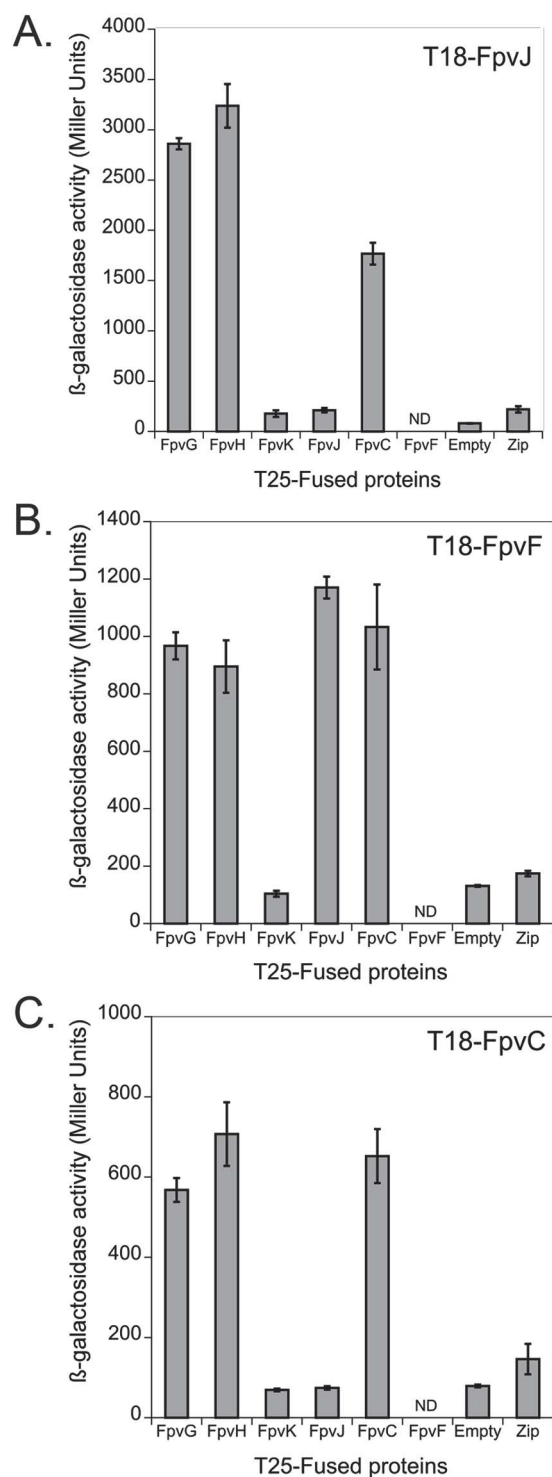 A.
T18-FpvJ
ß-galactosidase activity (Miller Units)
4000
3500
3000
2500
2000
1500
1000
500
0
ND
FpvG FpvH FpvK FpvJ FpvC FpvF Empty Zip
T25-Fused proteins
B.
T18-FpvF
ß-galactosidase activity (Miller Units)
1400
1200
1000
800
600
400
200
0
ND
FpvG FpvH FpvK FpvJ FpvC FpvF Empty Zip
T25-Fused proteins
C.
T18-FpvC
ß-galactosidase activity (Miller Units)
1000
800
600
400
200
0
ND
FpvG FpvH FpvK FpvJ FpvC FpvF Empty Zip
T25-Fused proteins